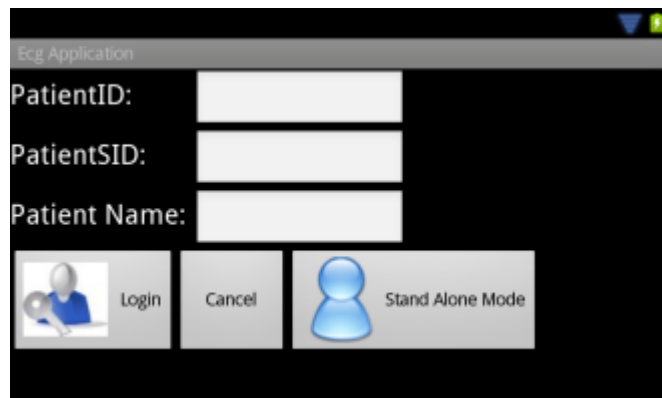 Ecg Application
PatientID:
PatientSID:
Patient Name:
Login Cancel Stand Alone Mode